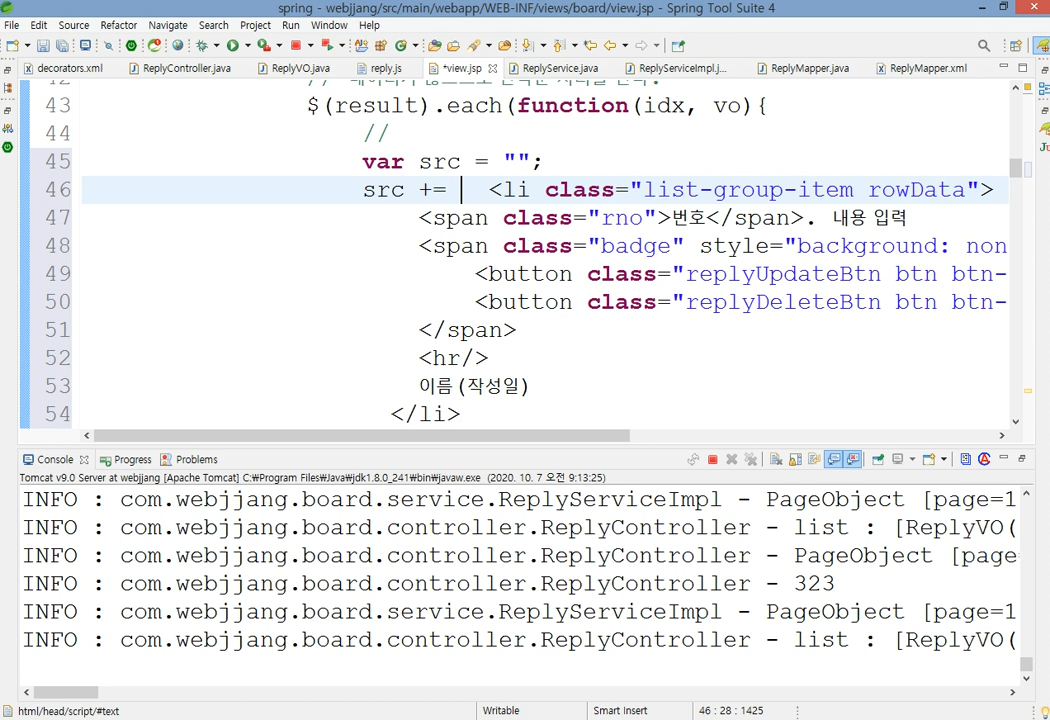 spring - webjjang/src/main/webapp/WEB-INF/views/board/view.jsp - Spring Tool Suite 4
File Edit Source Refactor Navigate Search Project Run Window Help
decorators.xml ReplyController.java ReplyVO.java reply.js *view.jsp ReplyService.java ReplyServiceImpl.j... ReplyMapper.java ReplyMapper.xml
43 $(result).each(function(idx, vo){
44 //
45 var src = "";
46 src += <li class="list-group-item rowData">
47 <span class="rno">번호</span>. 내용 입력
48 <span class="badge" style="background: non
49 <button class="replyUpdateBtn btn btn-
50 <button class="replyDeleteBtn btn btn-
51 </span>
52 <hr/>
53 이름(작성일)
54 </li>
Console Progress Problems
Tomcat v9.0 Server at webjjang [Apache Tomcat] C:₩Program Files₩Java₩jdk1.8.0_241₩bin₩javaw.exe (2020. 10. 7 오전 9:13:25)
INFO : com.webjjang.board.service.ReplyServiceImpl - PageObject [page=1
INFO : com.webjjang.board.controller.ReplyController - list : [ReplyVO(
INFO : com.webjjang.board.controller.ReplyController - PageObject [page
INFO : com.webjjang.board.controller.ReplyController - 323
INFO : com.webjjang.board.service.ReplyServiceImpl - PageObject [page=1
INFO : com.webjjang.board.controller.ReplyController - list : [ReplyVO(
html/head/script/#text Writable Smart Insert 46 : 28 : 1425